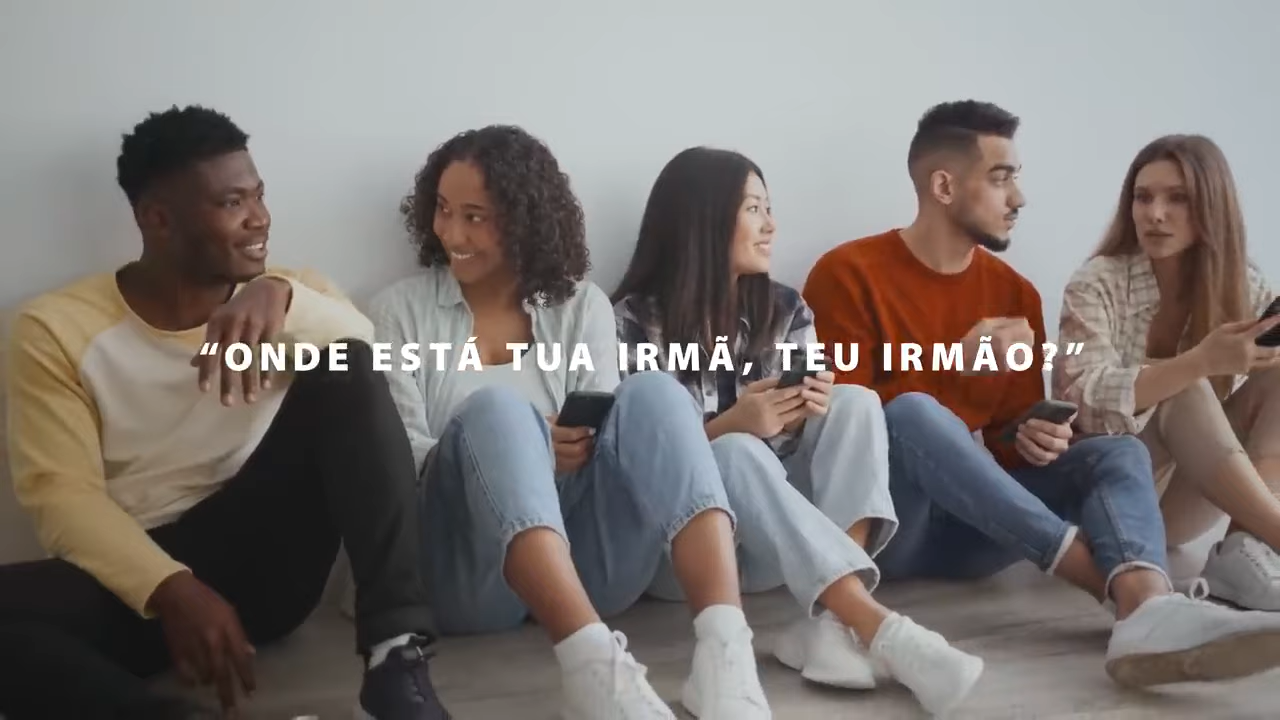 “ONDE ESTÁ TUA IRMÃ, TEU IRMÃO?”